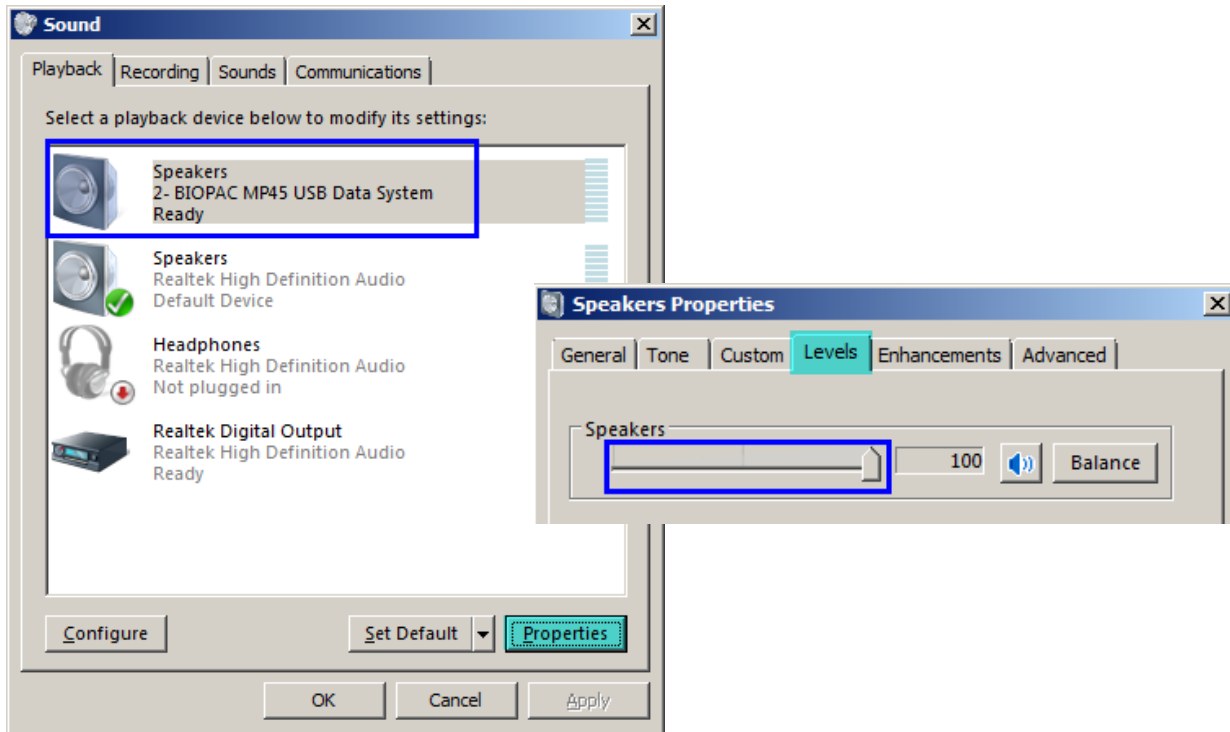 Sound
Playback Recording Sounds Communications
Select a playback device below to modify its settings:
Speakers
2- BIOPAC MP45 USB Data System
Ready
Speakers
Realtek High Definition Audio
Default Device
Headphones
Realtek High Definition Audio
Not plugged in
Realtek Digital Output
Realtek High Definition Audio
Ready
Configure Set Default Properties
OK Cancel Apply
Speakers Properties
General Tone Custom Levels Enhancements Advanced
Speakers
100 Balance